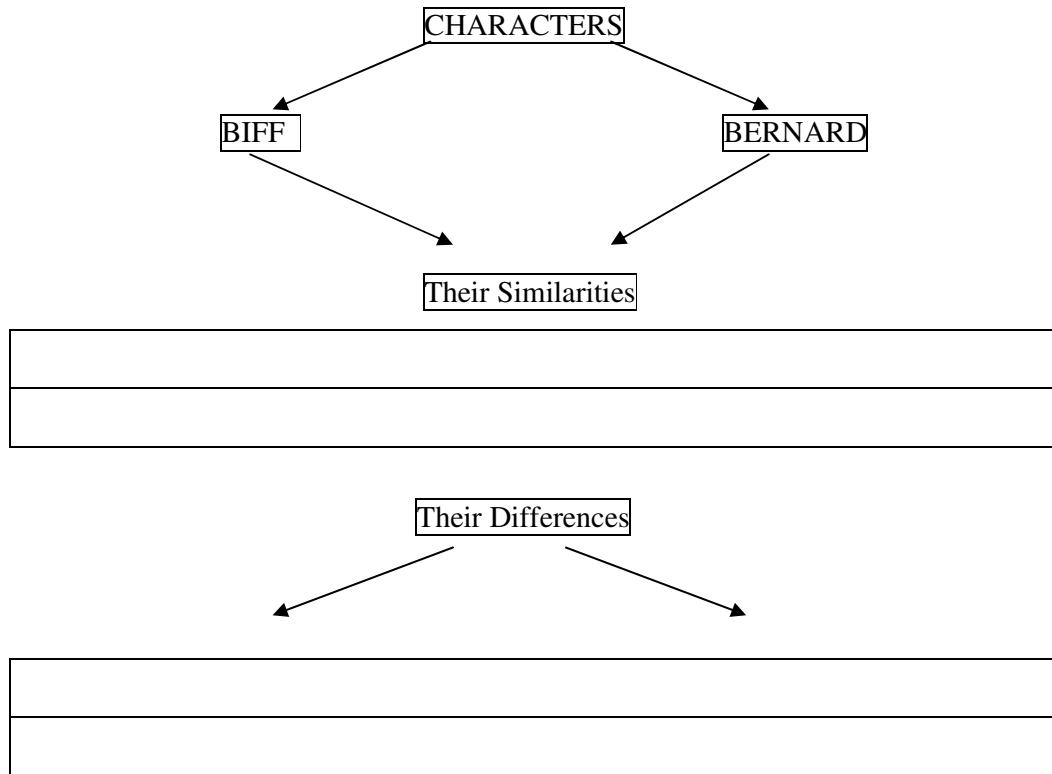 CHARACTERS
BIFF
BERNARD
Their Similarities
Their Differences